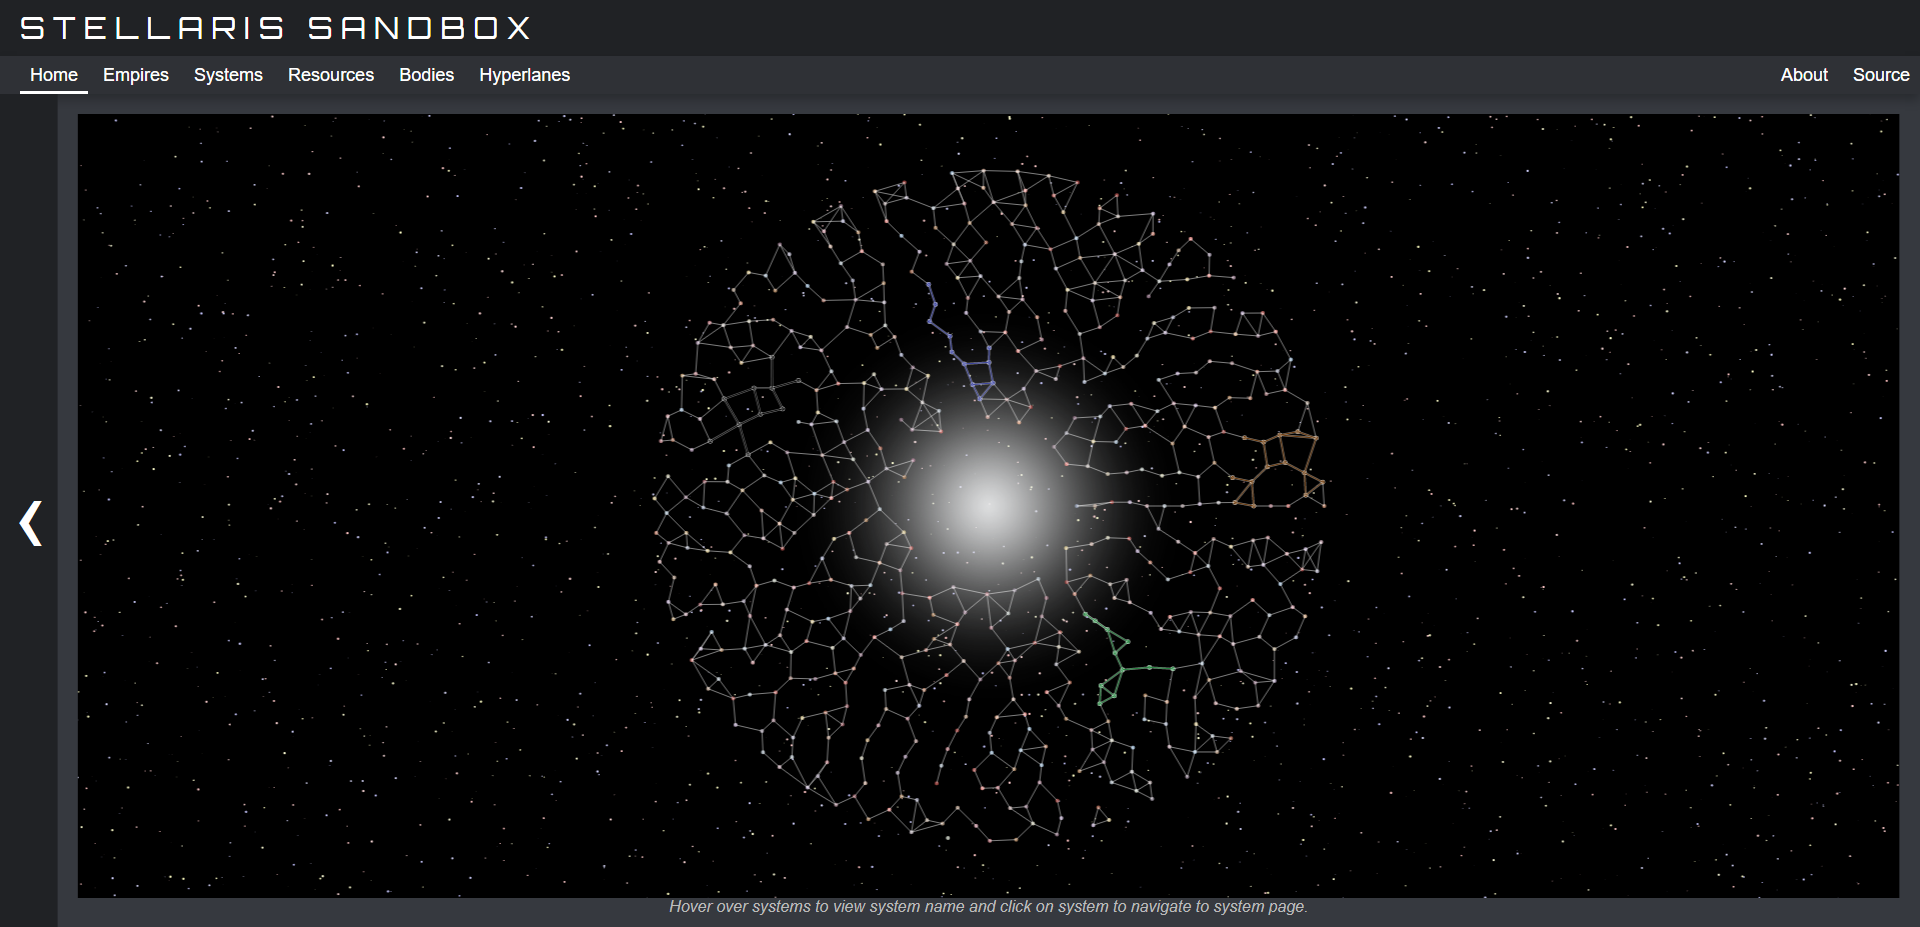 STELLARIS SANDBOX
Home Empires Systems Resources Bodies Hyperlanes About Source
Hover over systems to view system name and click on system to navigate to system page.